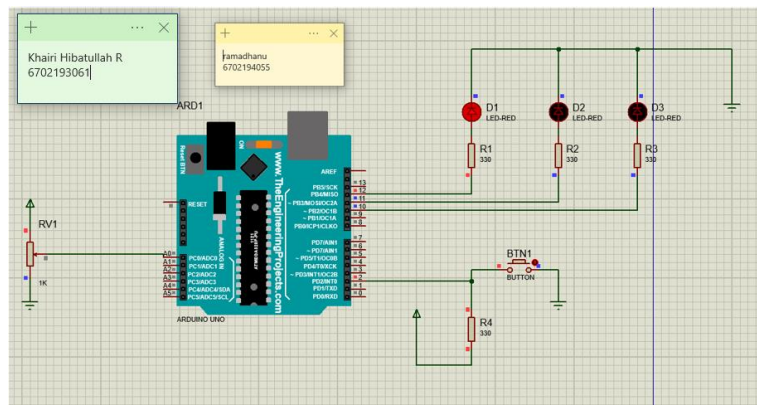 Khairi Hibatullah R
6702193061
ramadhanu
6702194055
ARD1
D1
LED-RED
D2
LED-RED
D3
LED-RED
R1
330
R2
330
R3
330
Reset BTN
ON
www.TheEngineeringProjects.com
AREF
13
PB5/SCK
12
PB4/MISO
11
~ PB3/MOSI/OC2A
10
~ PB2/OC1B
9
~ PB1/OC1A
8
PB0/ICP1/CLKO
RESET
ANALOG IN
7
PD7/AIN1
6
~ PD6/AIN0
5
~ PD5/T1/OC0B
4
PD4/T0/XCK
3
~ PD3/INT1/OC2B
2
PD2/INT0
1
PD1/TXD
0
PD0/RXD
A0
PC0/ADC0
A1
PC1/ADC1
A2
PC2/ADC2
A3
PC3/ADC3
A4
PC4/ADC4/SDA
A5
PC5/ADC5/SCL
ARDUINO UNO
RV1
1K
BTN1
BUTTON
R4
330